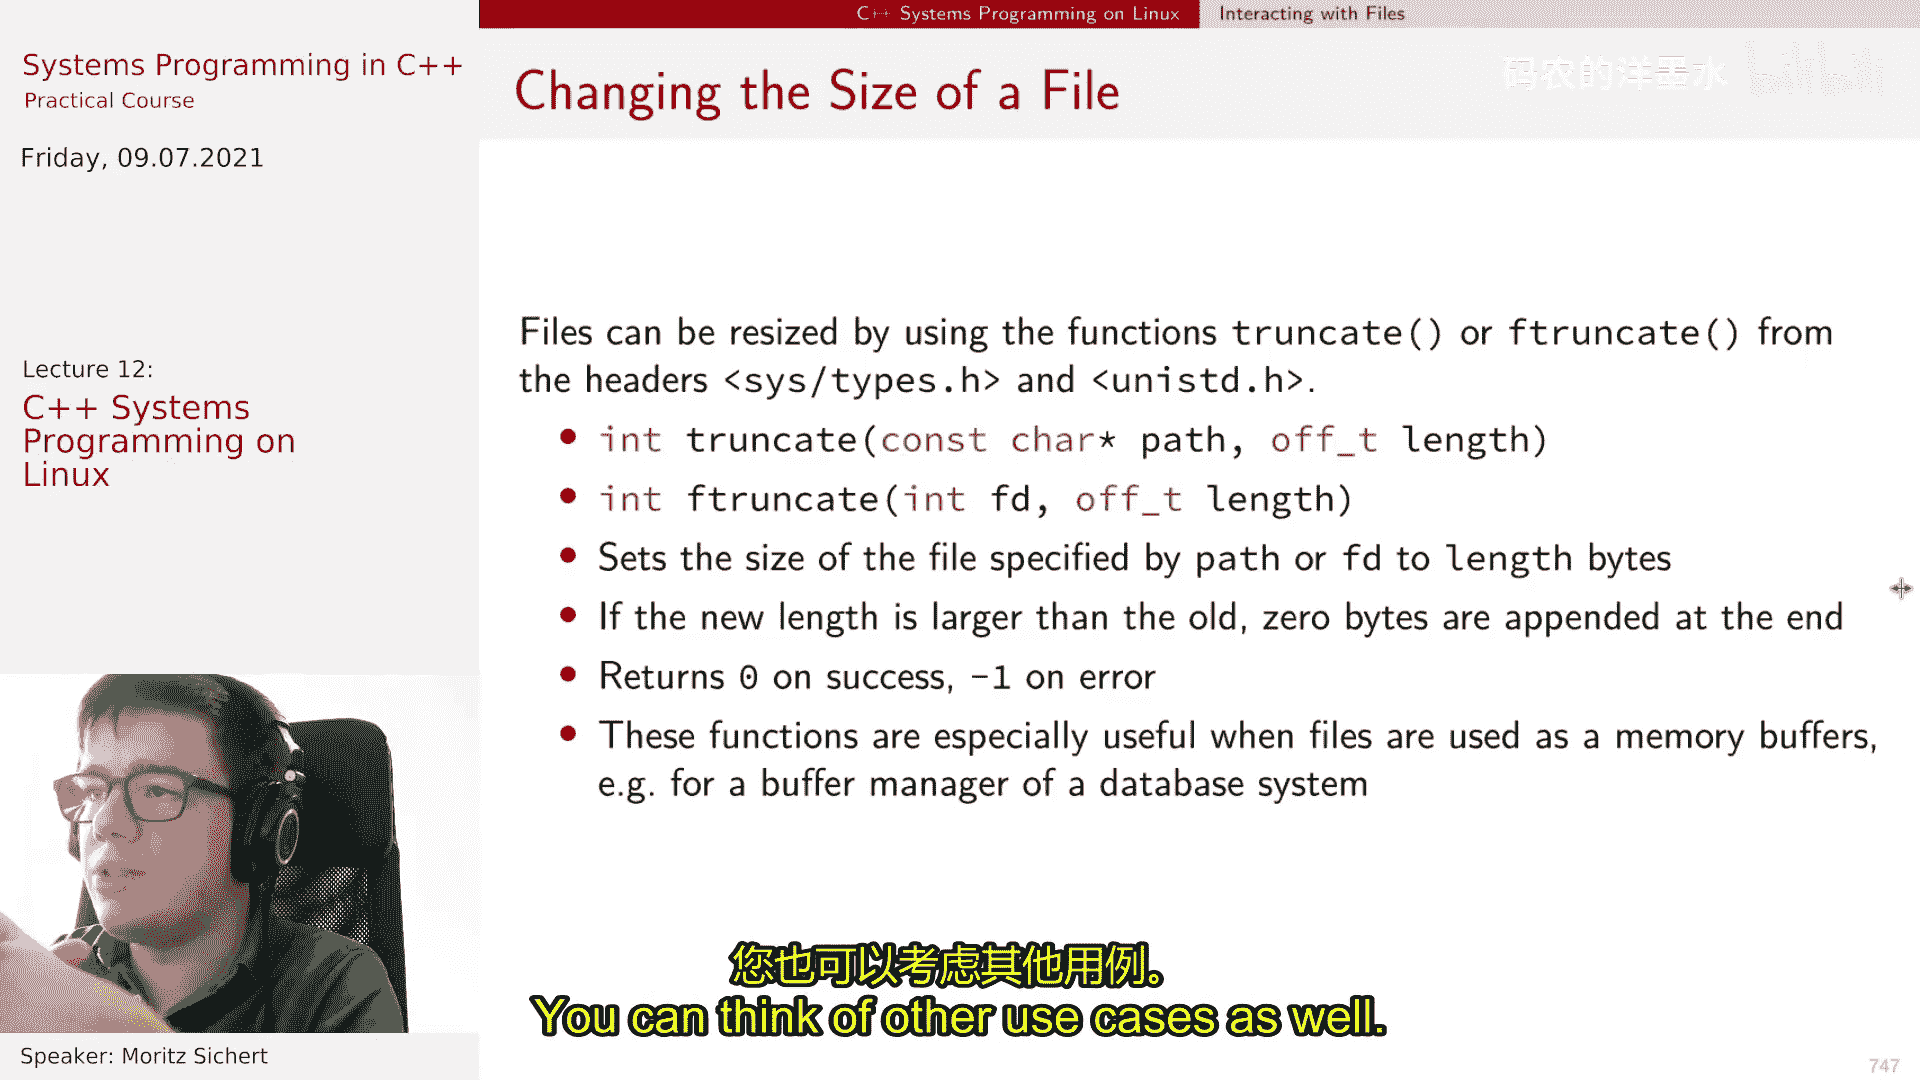 C++ Systems Programming on Linux
Interacting with Files
Systems Programming in C++
Practical Course
Friday, 09.07.2021
Lecture 12:
C++ Systems
Programming on
Linux
Speaker: Moritz Sichert
Changing the Size of a File
码农的洋墨水
bilibili
Files can be resized by using the functions truncate() or ftruncate() from
the headers <sys/types.h> and <unistd.h>.
• int truncate(const char* path, off_t length)
• int ftruncate(int fd, off_t length)
• Sets the size of the file specified by path or fd to length bytes
• If the new length is larger than the old, zero bytes are appended at the end
• Returns 0 on success, -1 on error
• These functions are especially useful when files are used as a memory buffers,
e.g. for a buffer manager of a database system
您也可以考虑其他用例。
You can think of other use cases as well.
747